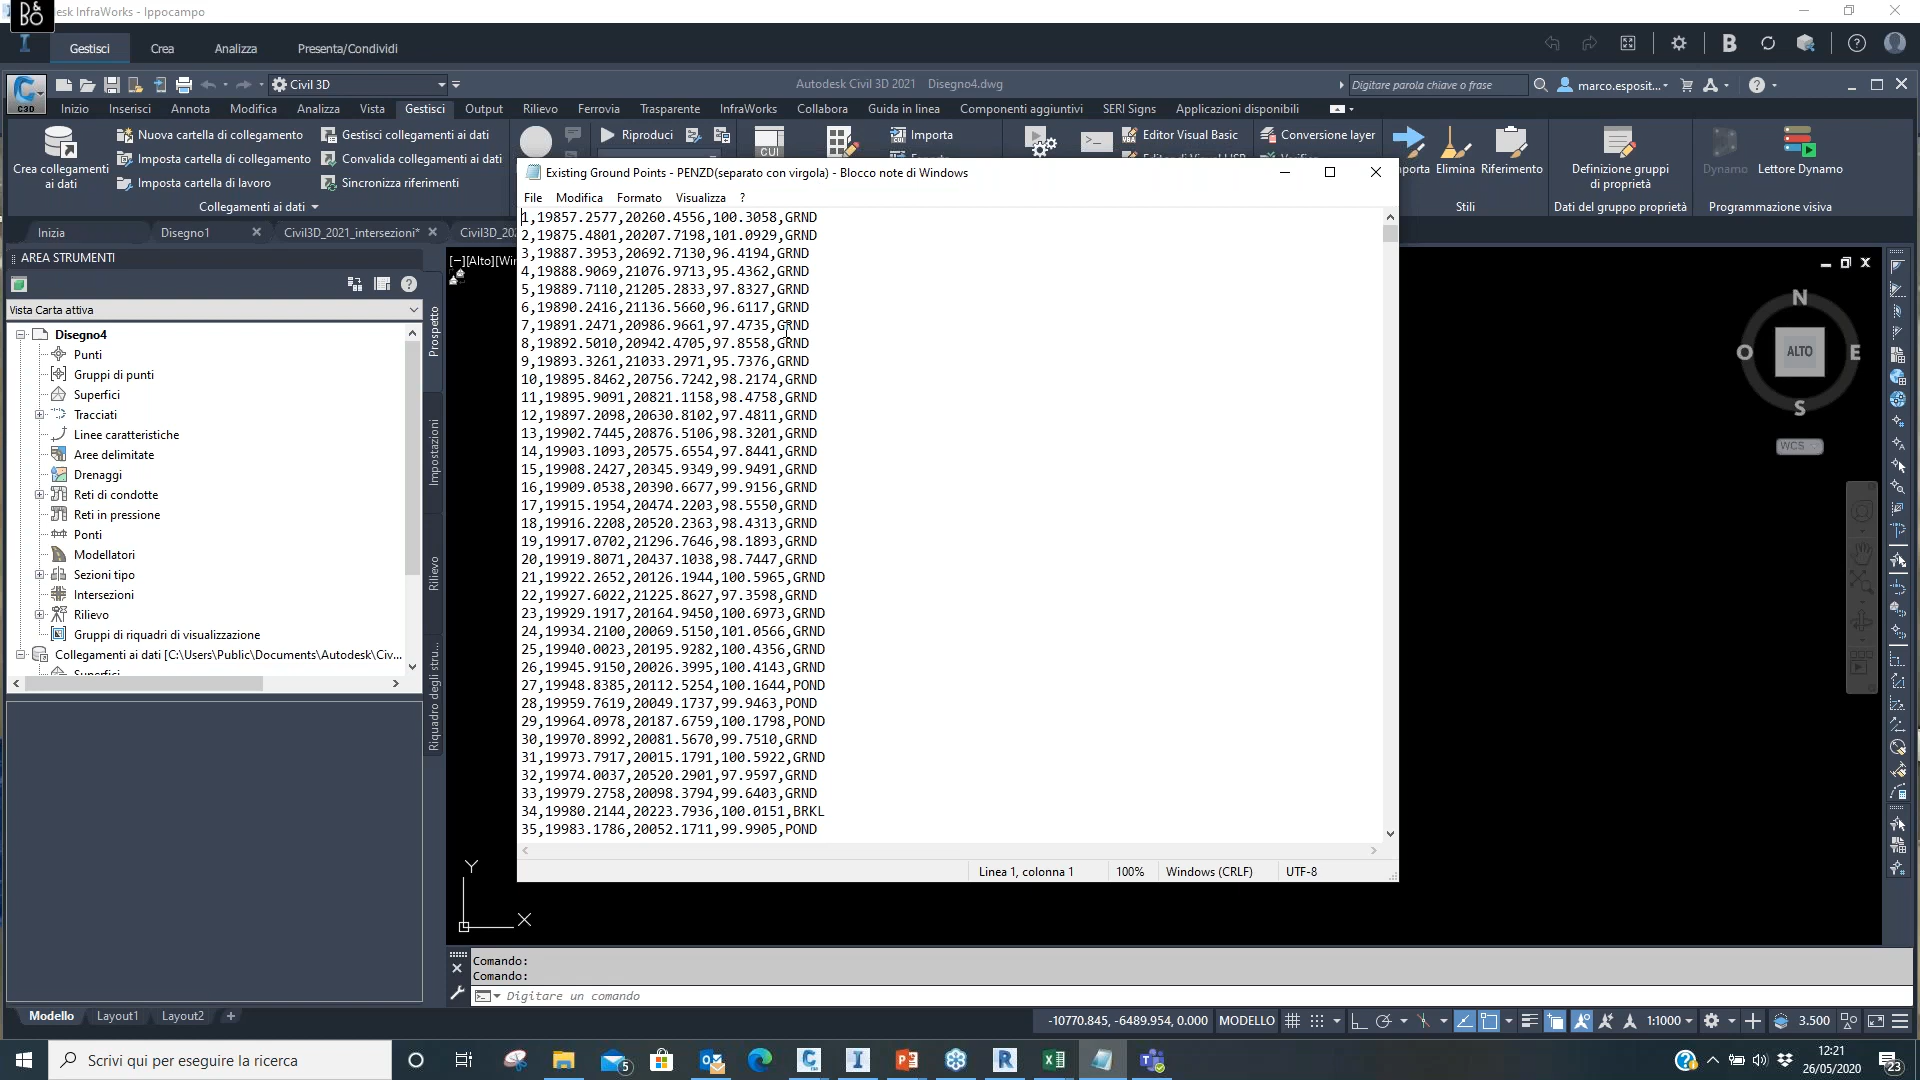 B&BO
desk InfraWorks - Ippocampo
Gestisci Crea Analizza Presenta/Condividi
Civil 3D
Autodesk Civil 3D 2021 Disegno4.dwg
Digitare parola chiave o frase
marco.esposit...
C3D
Inizio Inserisci Annota Modifica Analizza Vista Gestisci Output Rilievo Ferrovia Trasparente InfraWorks Collabora Guida in linea Componenti aggiuntivi SERI Signs Applicazioni disponibili
Crea collegamenti
ai dati
Nuova cartella di collegamento
Imposta cartella di collegamento
Imposta cartella di lavoro
Gestisci collegamenti ai dati
Convalida collegamenti ai dati
Sincronizza riferimenti
Collegamenti ai dati
Riproduci
CUI
Importa
Editor Visual Basic
Conversione layer
Elimina Riferimento
Stili
Definizione gruppi
di proprietà
Dati del gruppo proprietà
Dynamo Lettore Dynamo
Programmazione visiva
Inizia Disegno1 Civil3D_2021_intersezioni*
AREA STRUMENTI
Vista Carta attiva
Disegno4
Punti
Gruppi di punti
Superfici
Tracciati
Linee caratteristiche
Aree delimitate
Drenaggi
Reti di condotte
Reti in pressione
Ponti
Modellatori
Sezioni tipo
Intersezioni
Rilievo
Gruppi di riquadri di visualizzazione
Collegamenti ai dati [C:\Users\Public\Documents\Autodesk\Civ...
Superfici
Prospetto
Impostazioni
Rilievo
Riquadro degli stru...
Existing Ground Points - PENZD(separato con virgola) - Blocco note di Windows
File Modifica Formato Visualizza ?
1,19857.2577,20260.4556,100.3058,GRND
2,19875.4801,20207.7198,101.0929,GRND
3,19887.3953,20692.7130,96.4194,GRND
4,19888.9069,21076.9713,95.4362,GRND
5,19889.7110,21205.2833,97.8327,GRND
6,19890.2416,21136.5660,96.6117,GRND
7,19891.2471,20986.9661,97.4735,GRND
8,19892.5010,20942.4705,97.8558,GRND
9,19893.3261,21033.2971,95.7376,GRND
10,19895.8462,20756.7242,98.2174,GRND
11,19895.9091,20821.1158,98.4758,GRND
12,19897.2098,20630.8102,97.4811,GRND
13,19902.7445,20876.5106,98.3201,GRND
14,19903.1093,20575.6554,97.8441,GRND
15,19908.2427,20345.9349,99.9491,GRND
16,19909.0538,20390.6677,99.9156,GRND
17,19915.1954,20474.2203,98.5550,GRND
18,19916.2208,20520.2363,98.4313,GRND
19,19917.0702,21296.7646,98.1893,GRND
20,19919.8071,20437.1038,98.7447,GRND
21,19922.2652,20126.1944,100.5965,GRND
22,19927.6022,21225.8627,97.3598,GRND
23,19929.1917,20164.9450,100.6973,GRND
24,19934.2100,20069.5150,101.0566,GRND
25,19940.0023,20195.9282,100.4356,GRND
26,19945.9150,20026.3995,100.4143,GRND
27,19948.8385,20112.5254,100.1644,POND
28,19959.7619,20049.1737,99.9463,POND
29,19964.0978,20187.6759,100.1798,POND
30,19970.8992,20081.5670,99.7510,GRND
31,19973.7917,20015.1791,100.5922,GRND
32,19974.0037,20520.2901,97.9597,GRND
33,19979.2758,20098.3794,99.6403,GRND
34,19980.2144,20223.7936,100.0151,BRKL
35,19983.1786,20052.1711,99.9905,POND
Linea 1, colonna 1 100% Windows (CRLF) UTF-8
N
O ALTO E
S
WCS
Y
X
Comando:
Comando:
Digitare un comando
Modello Layout1 Layout2 +
-10770.845, -6489.954, 0.000 MODELLO
1:1000
3.500
Scrivi qui per eseguire la ricerca
12:21
26/05/2020
23